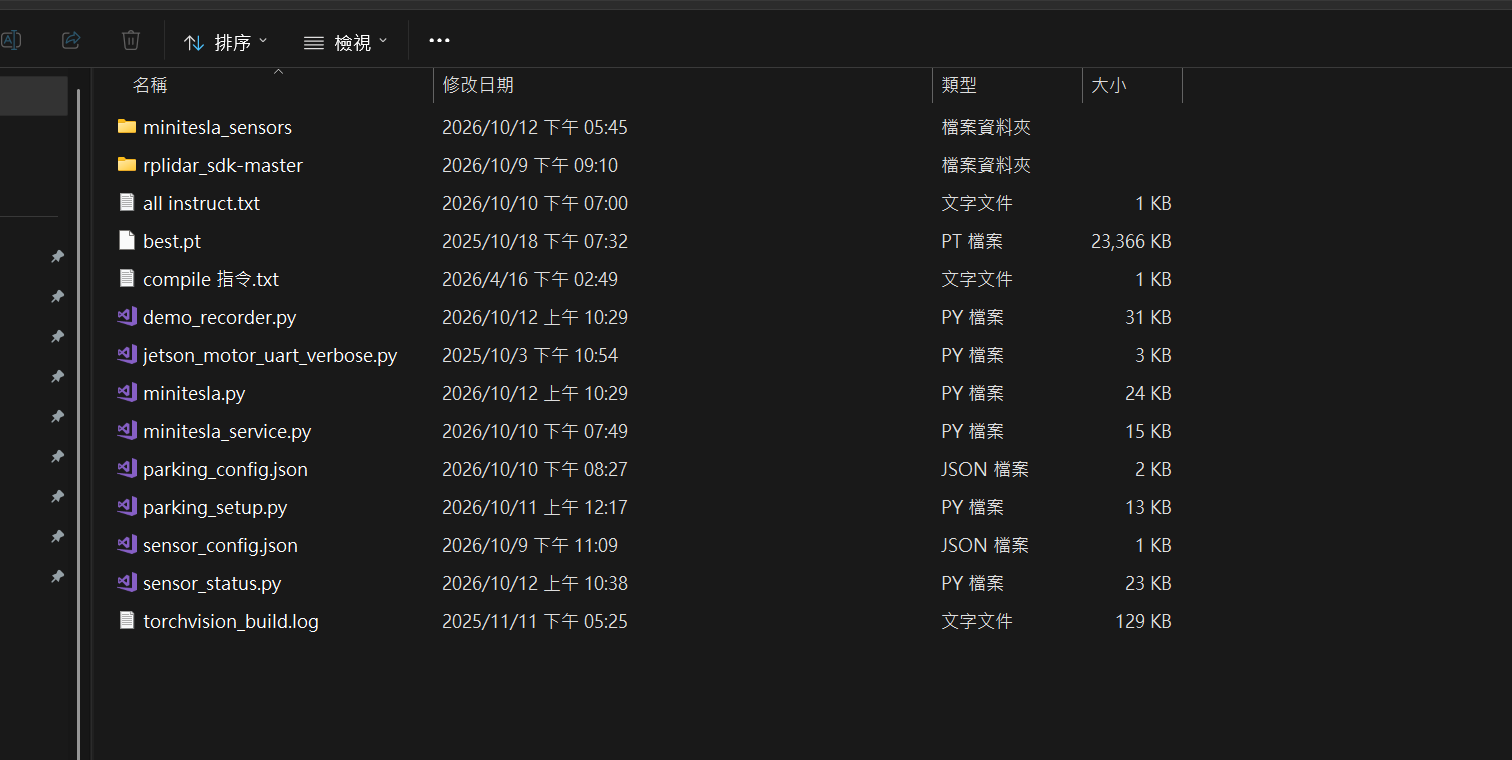 排序 檢視
名稱 修改日期 類型 大小
minitesla_sensors 2026/10/12 下午 05:45 檔案資料夾
rplidar_sdk-master 2026/10/9 下午 09:10 檔案資料夾
all instruct.txt 2026/10/10 下午 07:00 文字文件 1 KB
best.pt 2025/10/18 下午 07:32 PT 檔案 23,366 KB
compile 指令.txt 2026/4/16 下午 02:49 文字文件 1 KB
demo_recorder.py 2026/10/12 上午 10:29 PY 檔案 31 KB
jetson_motor_uart_verbose.py 2025/10/3 下午 10:54 PY 檔案 3 KB
minitesla.py 2026/10/12 上午 10:29 PY 檔案 24 KB
minitesla_service.py 2026/10/10 下午 07:49 PY 檔案 15 KB
parking_config.json 2026/10/10 下午 08:27 JSON 檔案 2 KB
parking_setup.py 2026/10/11 上午 12:17 PY 檔案 13 KB
sensor_config.json 2026/10/9 下午 11:09 JSON 檔案 1 KB
sensor_status.py 2026/10/12 上午 10:38 PY 檔案 23 KB
torchvision_build.log 2025/11/11 下午 05:25 文字文件 129 KB